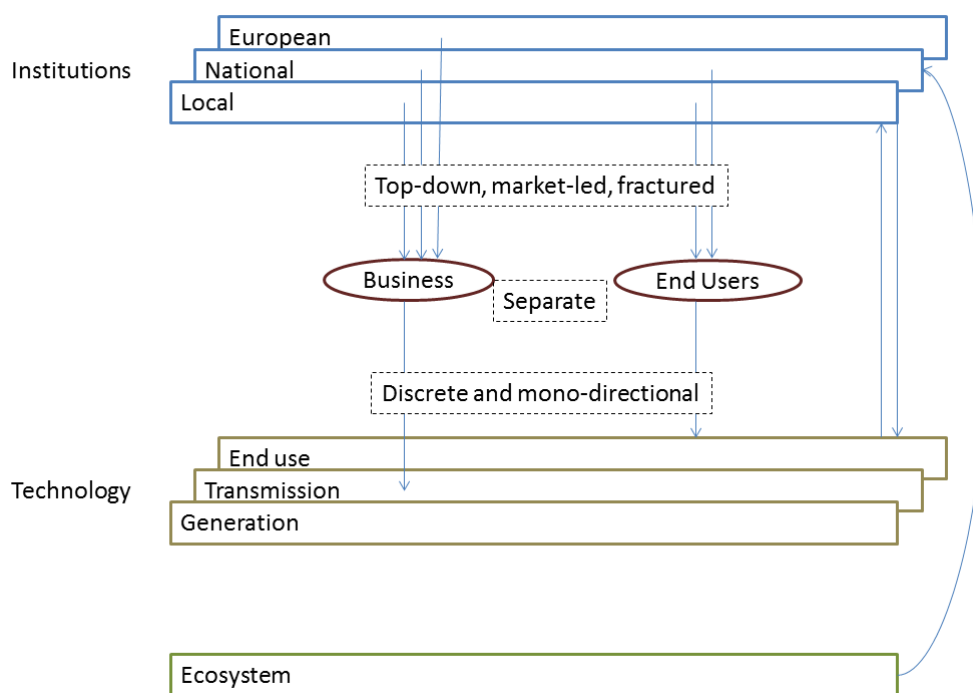 European
Institutions
National
Local
Top-down, market-led, fractured
Business
End Users
Separate
Discrete and mono-directional
End use
Technology
Transmission
Generation
Ecosystem